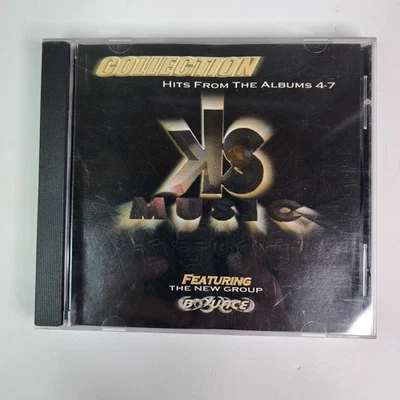 COLLECTION
HITS FROM THE ALBUMS 4-7
KS
MUSIC
FEATURING
THE NEW GROUP